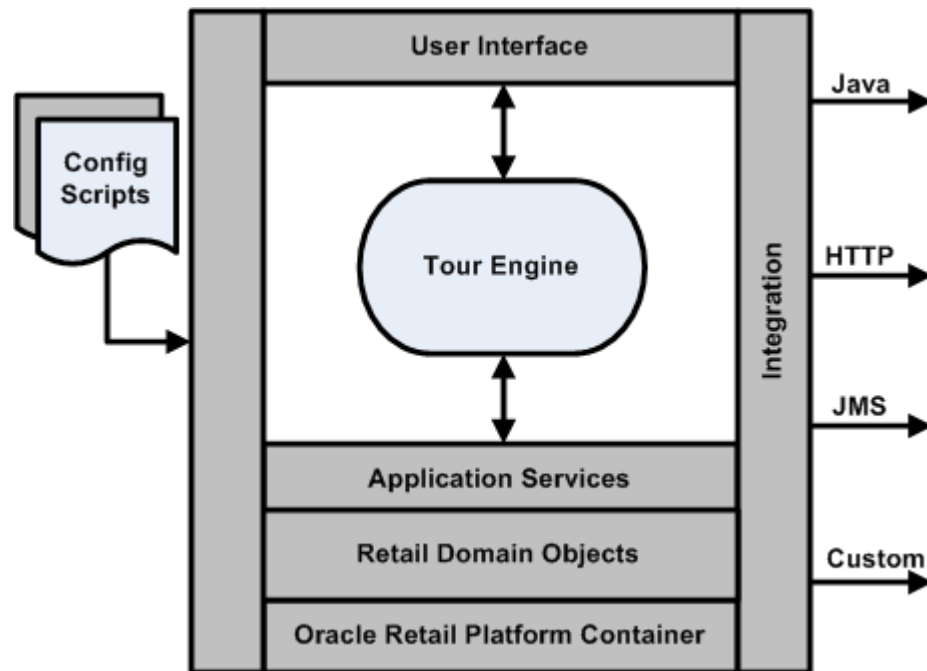 User Interface
Java
Config
Scripts
Tour Engine
HTTP
Integration
JMS
Application Services
Retail Domain Objects
Custom
Oracle Retail Platform Container